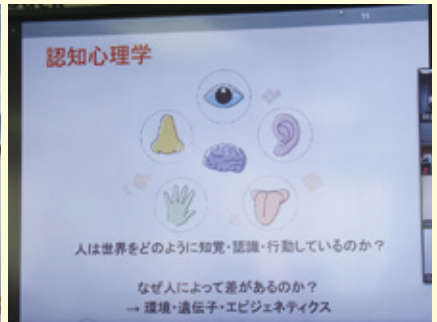 11
認知心理学
人は世界をどのように知覚・認識・行動しているのか？
なぜ人によって差があるのか？
→ 環境・遺伝子・エピジェネティクス